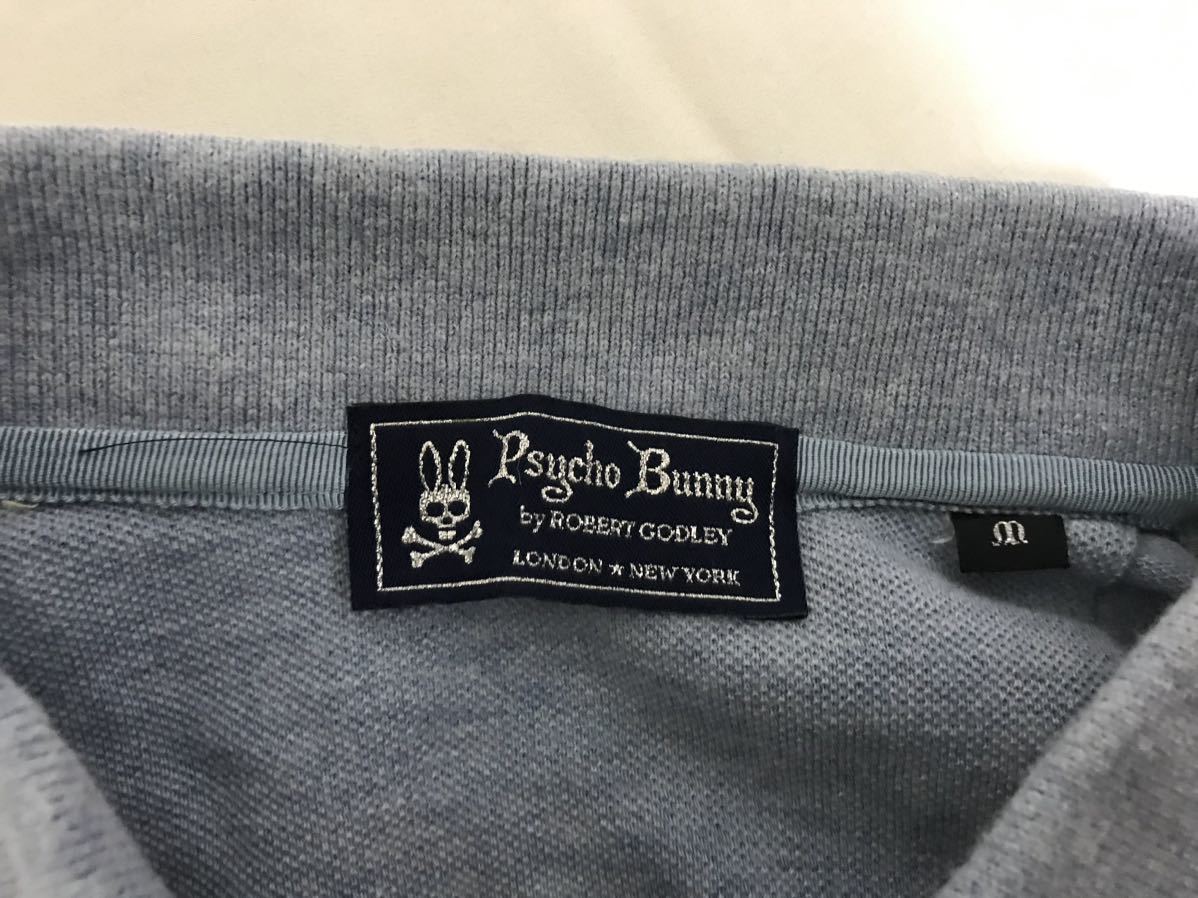 Psycho Bunny
by ROBERT GODLEY
LONDON ★ NEW YORK
M